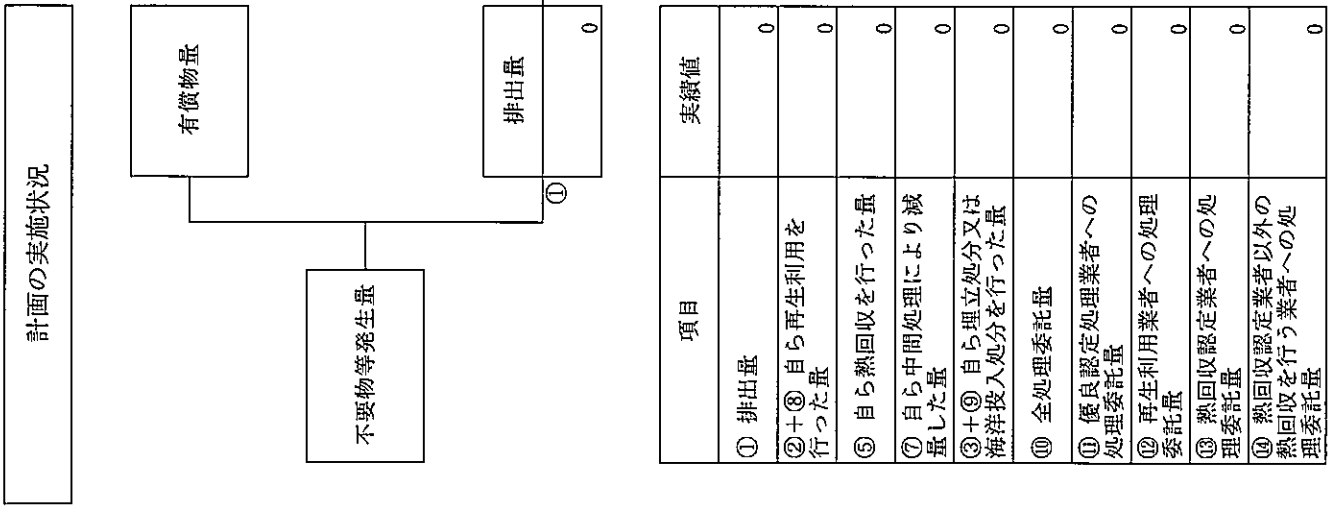 計画の実施状況
有償物量
不要物等発生量
①
排出量
0
項目
実績値
① 排出量
0
②+⑧ 自ら再生利用を
行った量
0
⑤ 自ら熱回収を行った量
0
⑦ 自ら中間処理により減
量した量
0
③+⑨ 自ら埋立処分又は
海洋投入処分を行った量
0
⑩ 全処理委託量
0
⑪ 優良認定処理業者への
処理委託量
0
⑫ 再生利用業者への処理
委託量
0
⑬ 熱回収認定業者への処
理委託量
0
⑭ 熱回収認定業者以外の
熱回収を行う業者への処
理委託量
0